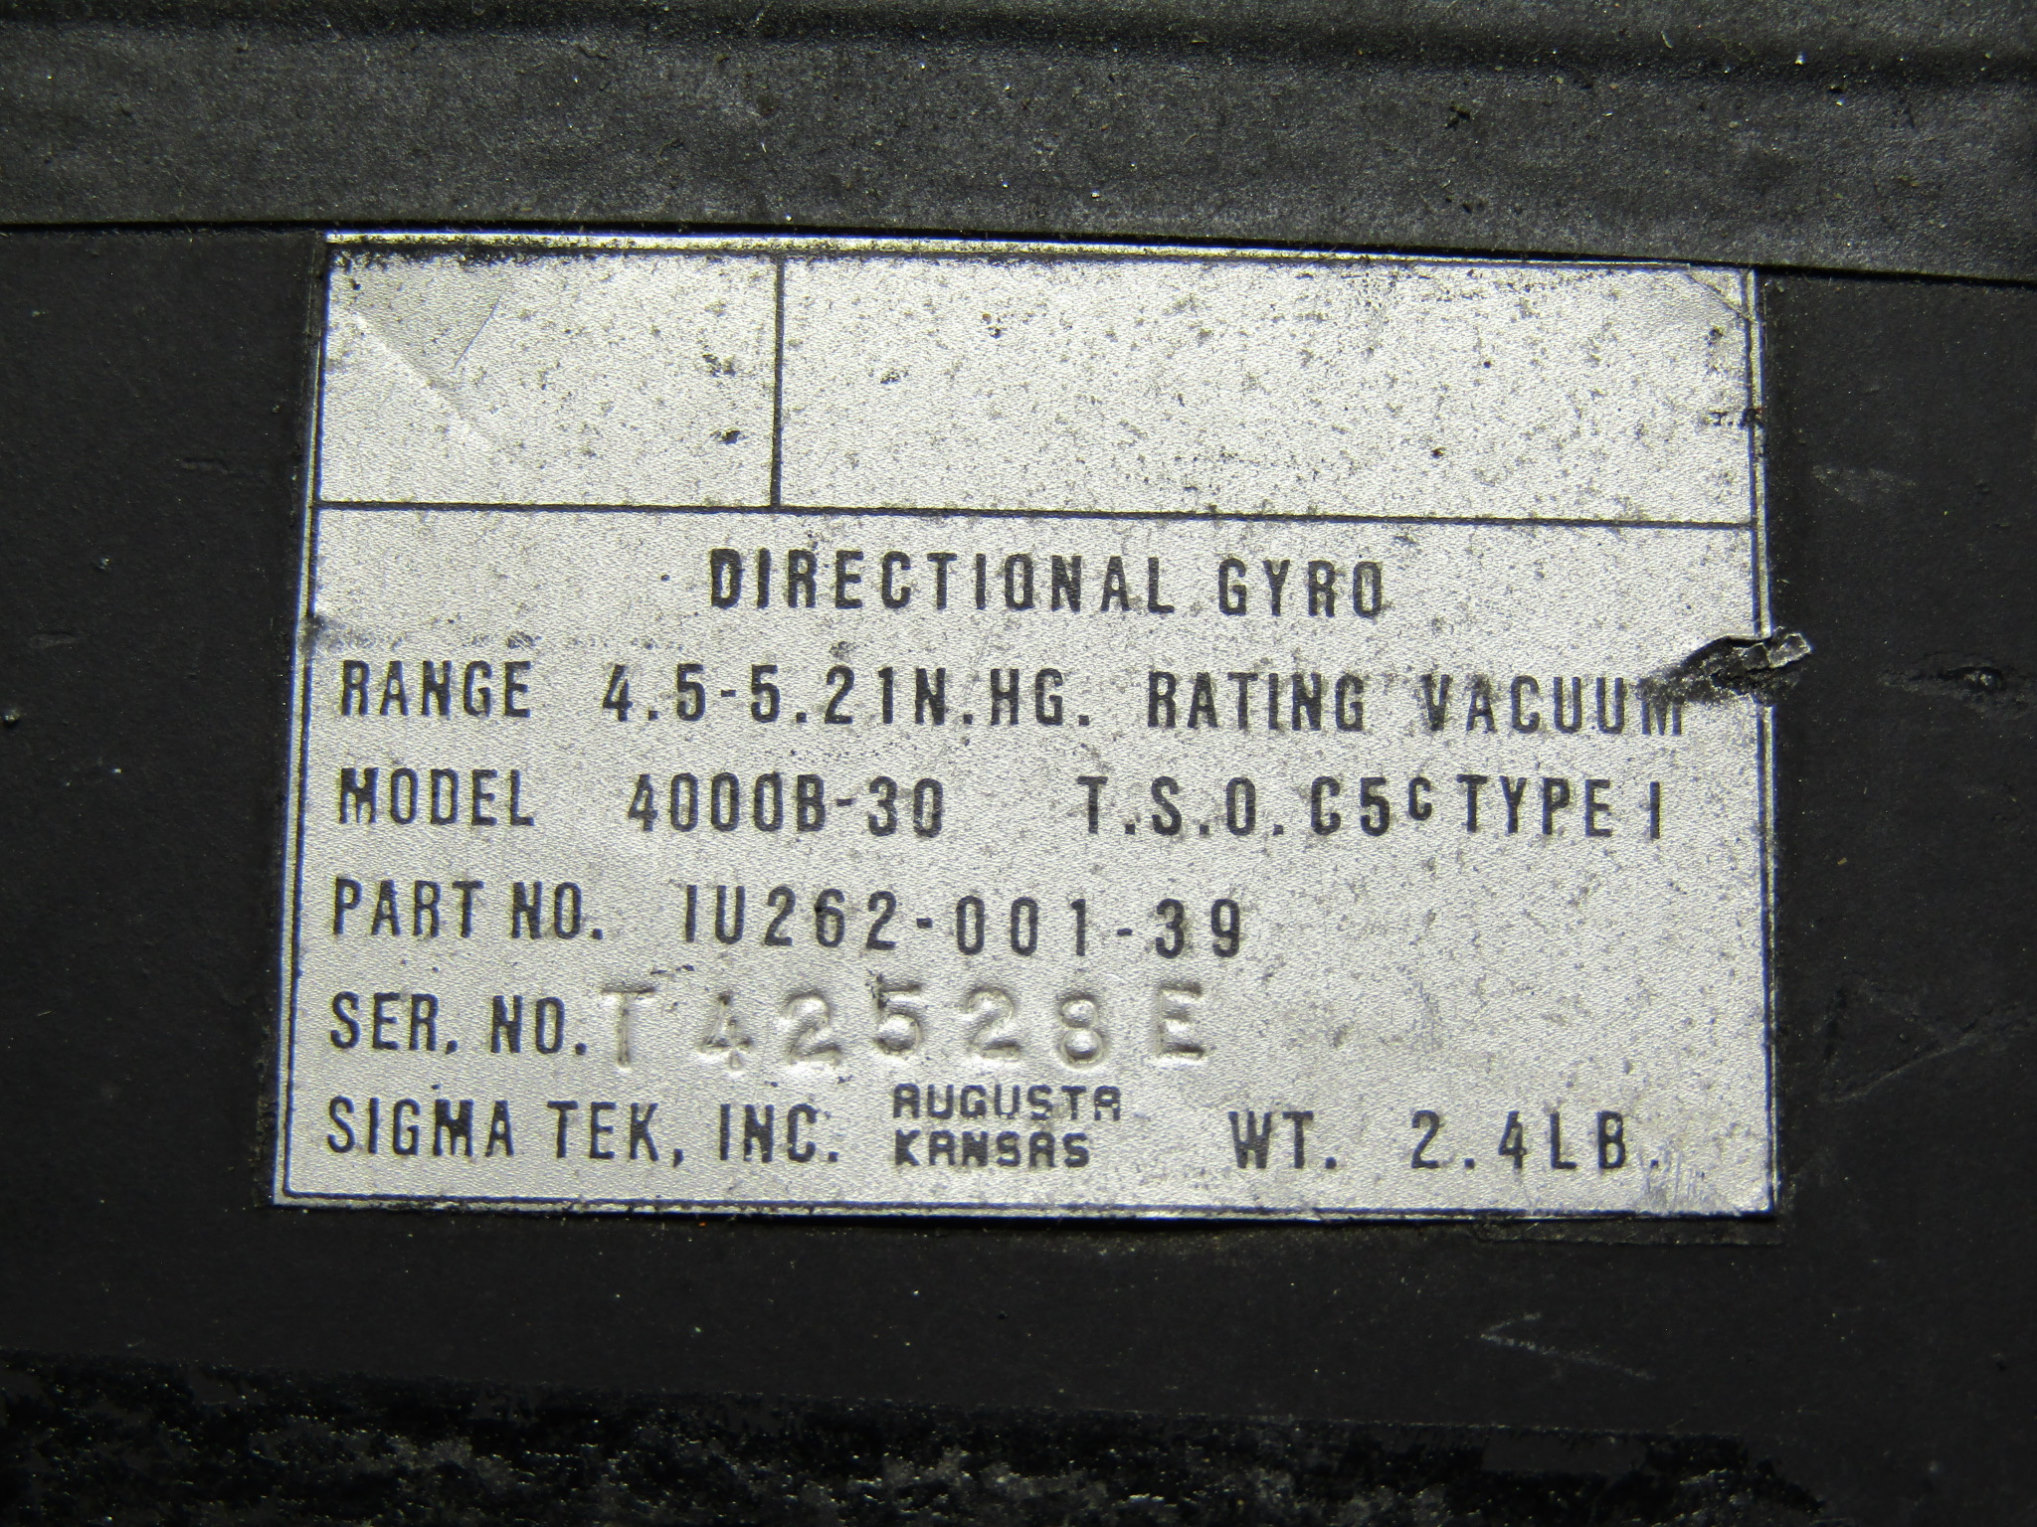 DIRECTIONAL GYRO
RANGE 4.5-5.2IN.HG. RATING VACUUM
MODEL 4000B-30 T.S.O. C5c TYPE I
PART NO. 1U262-001-39
SER. NO. T42528E
SIGMA TEK, INC. AUGUSTA KANSAS WT. 2.4LB.